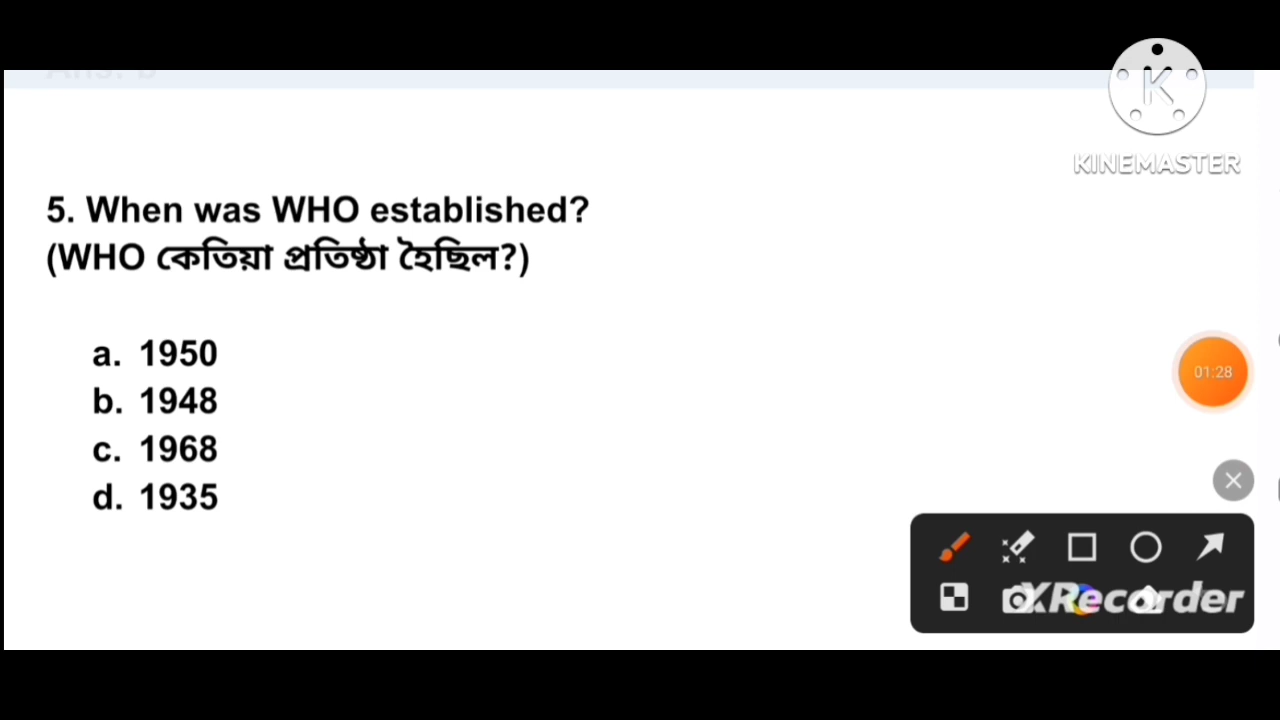 KINEMASTER
5. When was WHO established?
(WHO কেতিয়া প্ৰতিষ্ঠা হৈছিল?)
a. 1950
b. 1948
c. 1968
d. 1935
01:28
XRecorder